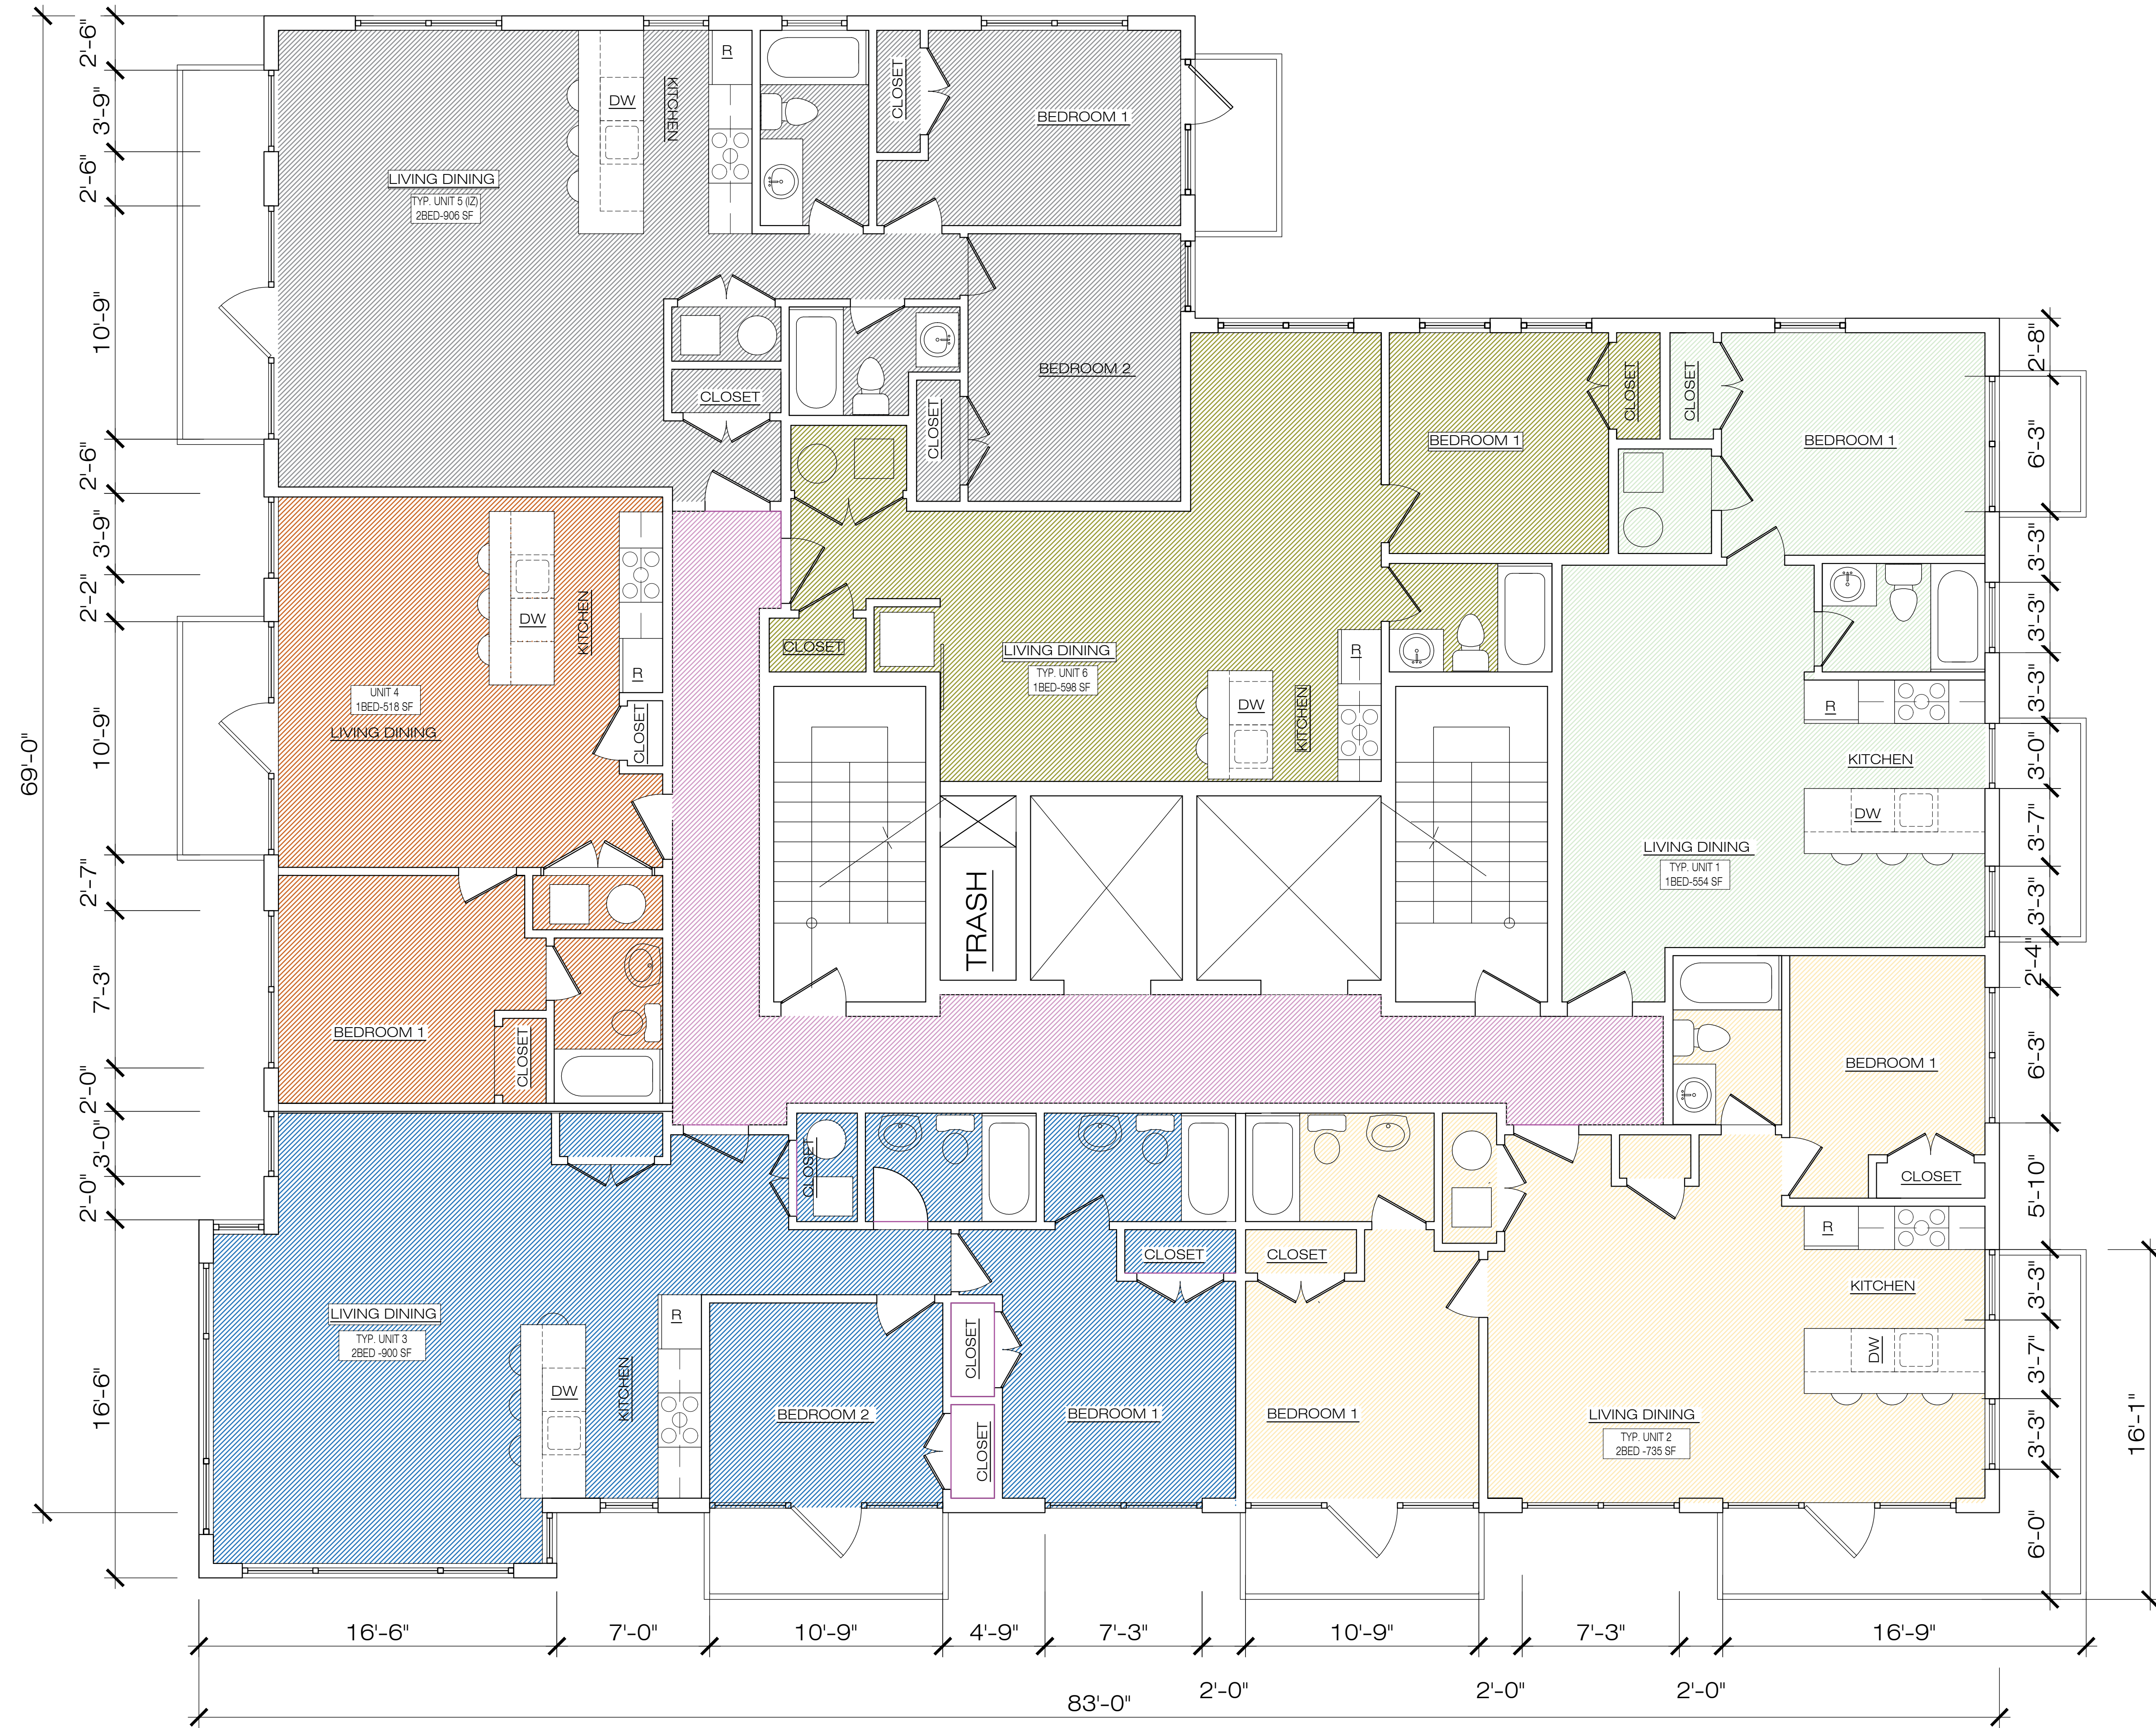 2'-6"
3'-9"
2'-6"
10'-9"
2'-6"
3'-9"
2'-2"
10'-9"
2'-7"
7'-3"
2'-0"
3'-0"
2'-0"
16'-6"
69'-0"
R
DW
KITCHEN
CLOSET
BEDROOM 1
LIVING DINING
TYP. UNIT 5 (IZ)
2BED-906 SF
CLOSET
CLOSET
BEDROOM 2
BEDROOM 1
CLOSET
CLOSET
LIVING DINING
TYP. UNIT 6
1BED-598 SF
DW
KITCHEN
R
CLOSET
BEDROOM 1
R
KITCHEN
DW
LIVING DINING
TYP. UNIT 1
1BED-554 SF
DW
KITCHEN
R
CLOSET
UNIT 4
1BED-518 SF
LIVING DINING
BEDROOM 1
CLOSET
TRASH
LIVING DINING
TYP. UNIT 3
2BED -900 SF
DW
KITCHEN
R
CLOSET
BEDROOM 2
CLOSET
CLOSET
CLOSET
BEDROOM 1
CLOSET
BEDROOM 1
BEDROOM 1
CLOSET
R
KITCHEN
DW
LIVING DINING
TYP. UNIT 2
2BED -735 SF
2'-8"
6'-3"
3'-3"
3'-3"
3'-3"
3'-0"
3'-7"
3'-3"
2'-4"
6'-3"
5'-10"
3'-3"
3'-7"
3'-3"
6'-0"
16'-1"
16'-6"
7'-0"
10'-9"
4'-9"
7'-3"
10'-9"
7'-3"
16'-9"
2'-0"
2'-0"
2'-0"
83'-0"